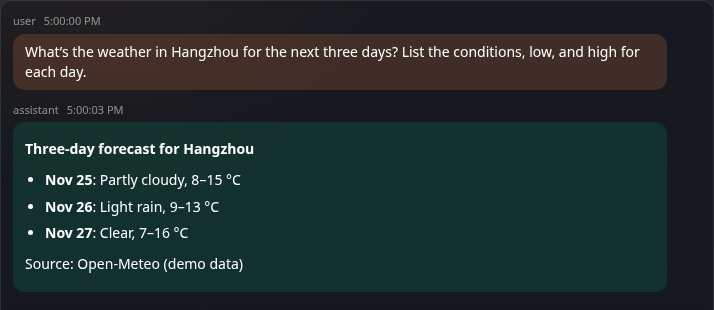 user 5:00:00 PM
What’s the weather in Hangzhou for the next three days? List the conditions, low, and high for
each day.
assistant 5:00:03 PM
Three-day forecast for Hangzhou
• Nov 25: Partly cloudy, 8–15 °C
• Nov 26: Light rain, 9–13 °C
• Nov 27: Clear, 7–16 °C
Source: Open-Meteo (demo data)